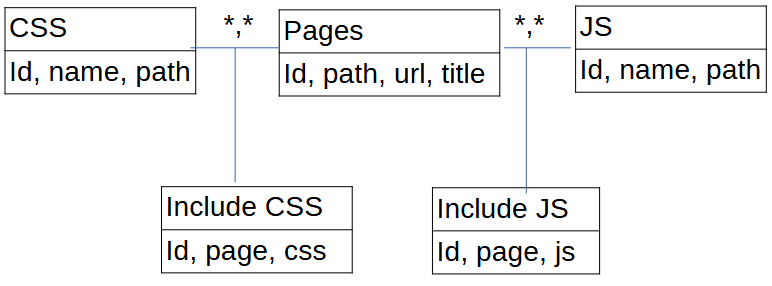 CSS
Id, name, path
*,*
Pages
Id, path, url, title
*,*
JS
Id, name, path
Include CSS
Id, page, css
Include JS
Id, page, js